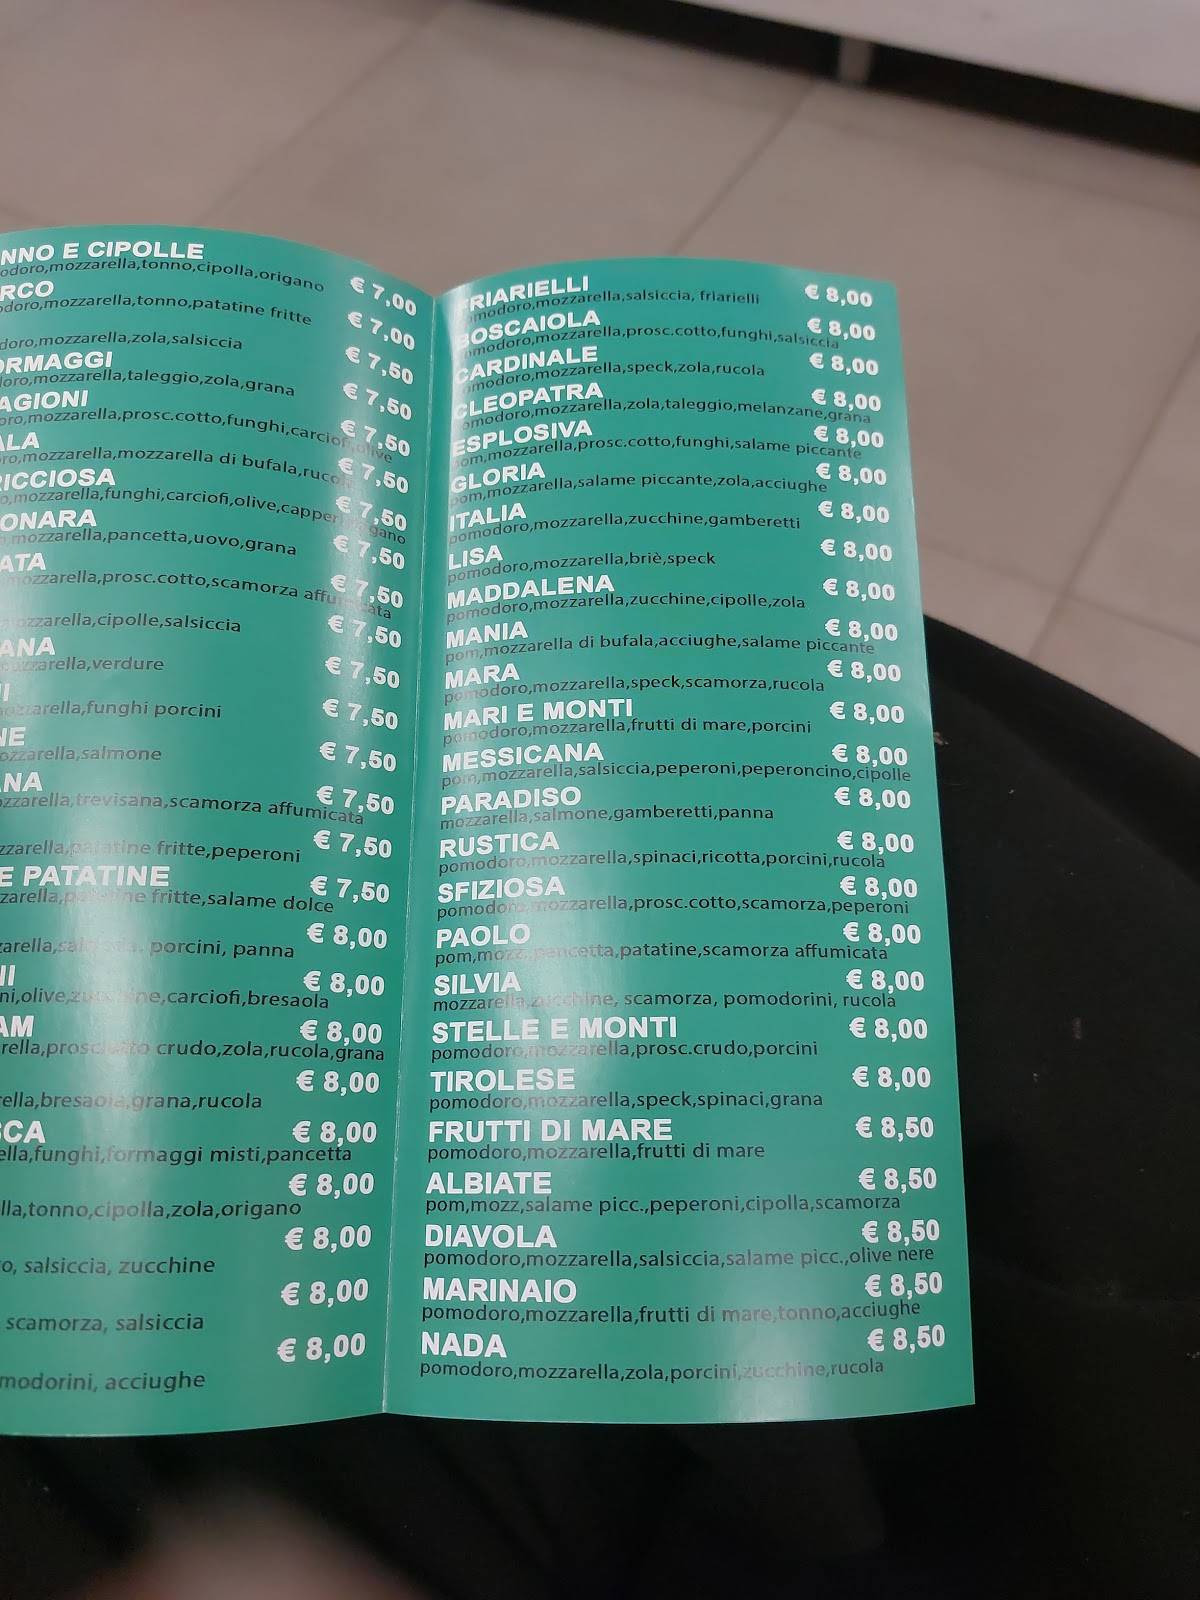 NNO E CIPOLLE
odoro,mozzarella,tonno,cipolla,origano
€ 7,00
RCO
doro,mozzarella,tonno,patatine fritte
€ 7,00
doro,mozzarella,zola,salsiccia
€ 7,50
ORMAGGI
oro,mozzarella,taleggio,zola,grana
€ 7,50
AGIONI
oro,mozzarella,prosc.cotto,funghi,carciofi,olive
€ 7,50
ALA
ro,mozzarella,mozzarella di bufala,rucola
€ 7,50
RICCIOSA
o,mozzarella,funghi,carciofi,olive,capperi,origano
€ 7,50
ONARA
mozzarella,pancetta,uovo,grana
€ 7,50
ATA
mozzarella,prosc.cotto,scamorza affumicata
€ 7,50
ozzarella,cipolle,salsiccia
€ 7,50
ANA
mozzarella,verdure
€ 7,50
I
mozzarella,funghi porcini
€ 7,50
NE
ozzarella,salmone
€ 7,50
ANA
zzarella,trevisana,scamorza affumicata
€ 7,50
zzarella,patatine fritte,peperoni
€ 7,50
E PATATINE
zarella,patatine fritte,salame dolce
€ 7,50
zarella, porcini, panna
€ 8,00
NI
ni,olive,zucchine,carciofi,bresaola
€ 8,00
AM
rella,prosciutto crudo,zola,rucola,grana
€ 8,00
ella,bresaola,grana,rucola
€ 8,00
SCA
ella,funghi,formaggi misti,pancetta
€ 8,00
lla,tonno,cipolla,zola,origano
€ 8,00
o, salsiccia, zucchine
€ 8,00
scamorza, salsiccia
€ 8,00
modorini, acciughe
€ 8,00
FRIARIELLI
pomodoro,mozzarella,salsiccia, friarielli
€ 8,00
BOSCAIOLA
pomodoro,mozzarella,prosc.cotto,funghi,salsiccia
€ 8,00
CARDINALE
pomodoro,mozzarella,speck,zola,rucola
€ 8,00
CLEOPATRA
pomodoro,mozzarella,zola,taleggio,melanzane,grana
€ 8,00
ESPLOSIVA
pom,mozzarella,prosc.cotto,funghi,salame piccante
€ 8,00
GLORIA
pom,mozzarella,salame piccante,zola,acciughe
€ 8,00
ITALIA
pomodoro,mozzarella,zucchine,gamberetti
€ 8,00
LISA
pomodoro,mozzarella,briè,speck
€ 8,00
MADDALENA
pomodoro,mozzarella,zucchine,cipolle,zola
€ 8,00
MANIA
pom,mozzarella di bufala,acciughe,salame piccante
€ 8,00
MARA
pomodoro,mozzarella,speck,scamorza,rucola
€ 8,00
MARI E MONTI
pomodoro,mozzarella,frutti di mare,porcini
€ 8,00
MESSICANA
pom,mozzarella,salsiccia,peperoni,peperoncino,cipolle
€ 8,00
PARADISO
mozzarella,salmone,gamberetti,panna
€ 8,00
RUSTICA
pomodoro,mozzarella,spinaci,ricotta,porcini,rucola
€ 8,00
SFIZIOSA
pomodoro,mozzarella,prosc.cotto,scamorza,peperoni
€ 8,00
PAOLO
pom,mozz,pancetta,patatine,scamorza affumicata
€ 8,00
SILVIA
mozzarella,zucchine, scamorza, pomodorini, rucola
€ 8,00
STELLE E MONTI
pomodoro,mozzarella,prosc.crudo,porcini
€ 8,00
TIROLESE
pomodoro,mozzarella,speck,spinaci,grana
€ 8,00
FRUTTI DI MARE
pomodoro,mozzarella,frutti di mare
€ 8,50
ALBIATE
pom,mozz,salame picc.,peperoni,cipolla,scamorza
€ 8,50
DIAVOLA
pomodoro,mozzarella,salsiccia,salame picc.,olive nere
€ 8,50
MARINAIO
pomodoro,mozzarella,frutti di mare,tonno,acciughe
€ 8,50
NADA
pomodoro,mozzarella,zola,porcini,zucchine,rucola
€ 8,50